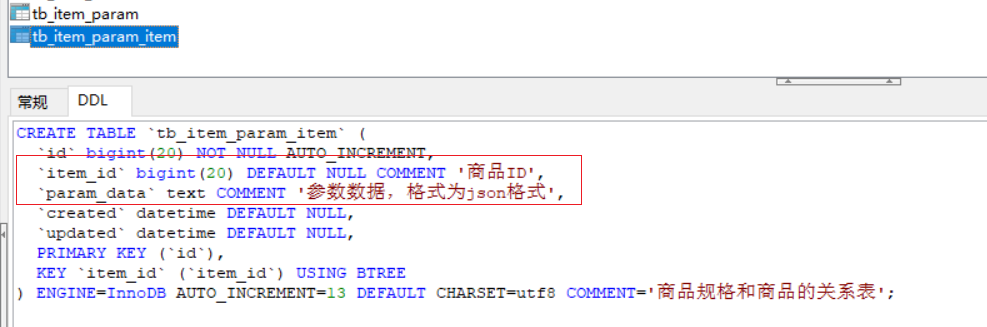 tb_item_param
tb_item_param_item
常规 DDL
CREATE TABLE `tb_item_param_item` (
`id` bigint(20) NOT NULL AUTO_INCREMENT,
`item_id` bigint(20) DEFAULT NULL COMMENT '商品ID',
`param_data` text COMMENT '参数数据，格式为json格式',
`created` datetime DEFAULT NULL,
`updated` datetime DEFAULT NULL,
PRIMARY KEY (`id`),
KEY `item_id` (`item_id`) USING BTREE
) ENGINE=InnoDB AUTO_INCREMENT=13 DEFAULT CHARSET=utf8 COMMENT='商品规格和商品的关系表';